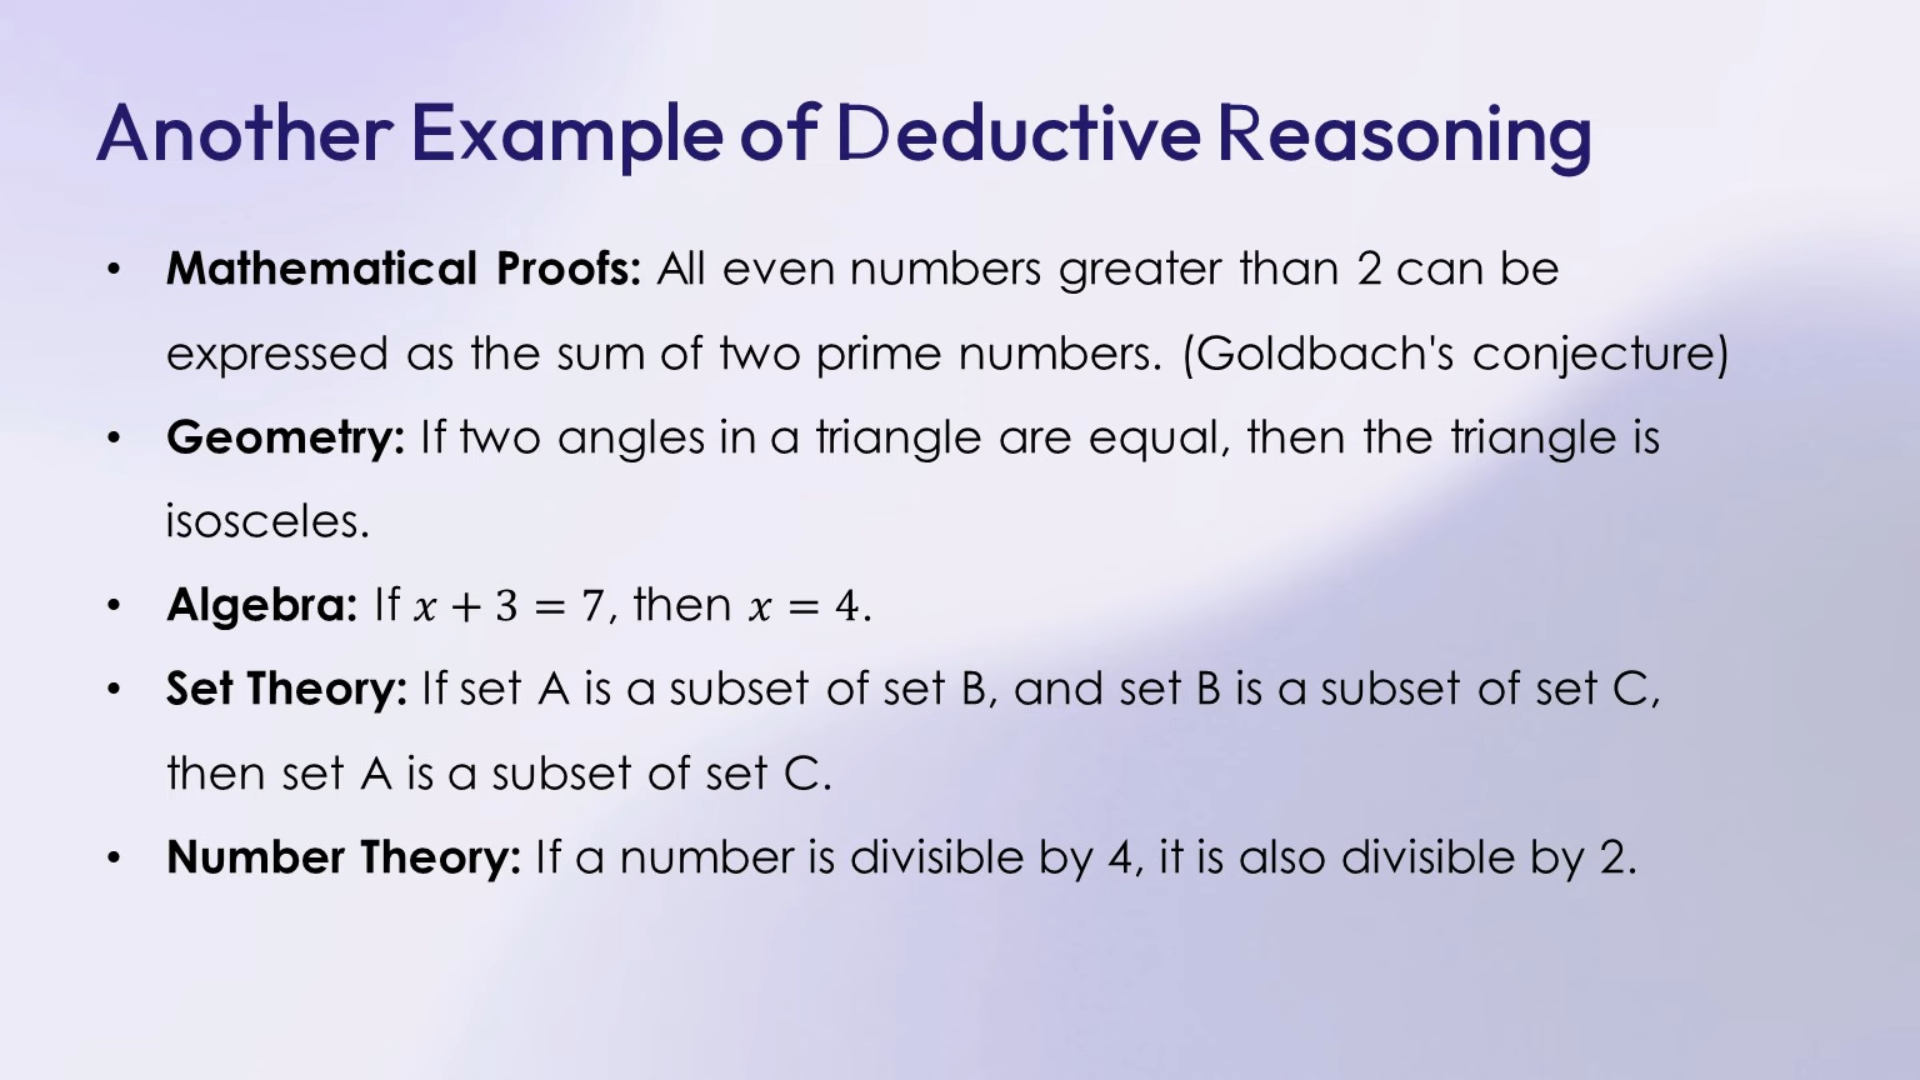 Another Example of Deductive Reasoning
• Mathematical Proofs: All even numbers greater than 2 can be
expressed as the sum of two prime numbers. (Goldbach's conjecture)
• Geometry: If two angles in a triangle are equal, then the triangle is
isosceles.
• Algebra: If x + 3 = 7, then x = 4.
• Set Theory: If set A is a subset of set B, and set B is a subset of set C,
then set A is a subset of set C.
• Number Theory: If a number is divisible by 4, it is also divisible by 2.